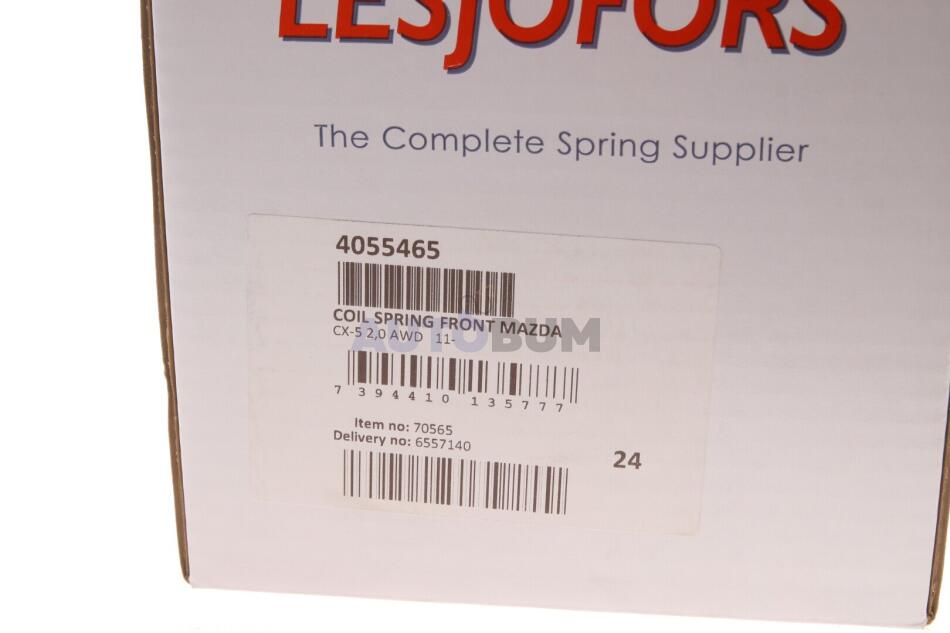 LESJOFORS
The Complete Spring Supplier
4055465
COIL SPRING FRONT MAZDA
CX-5 2,0 AWD 11-
AUTOBUM
7 394410 135777
Item no: 70565
Delivery no: 6557140
24